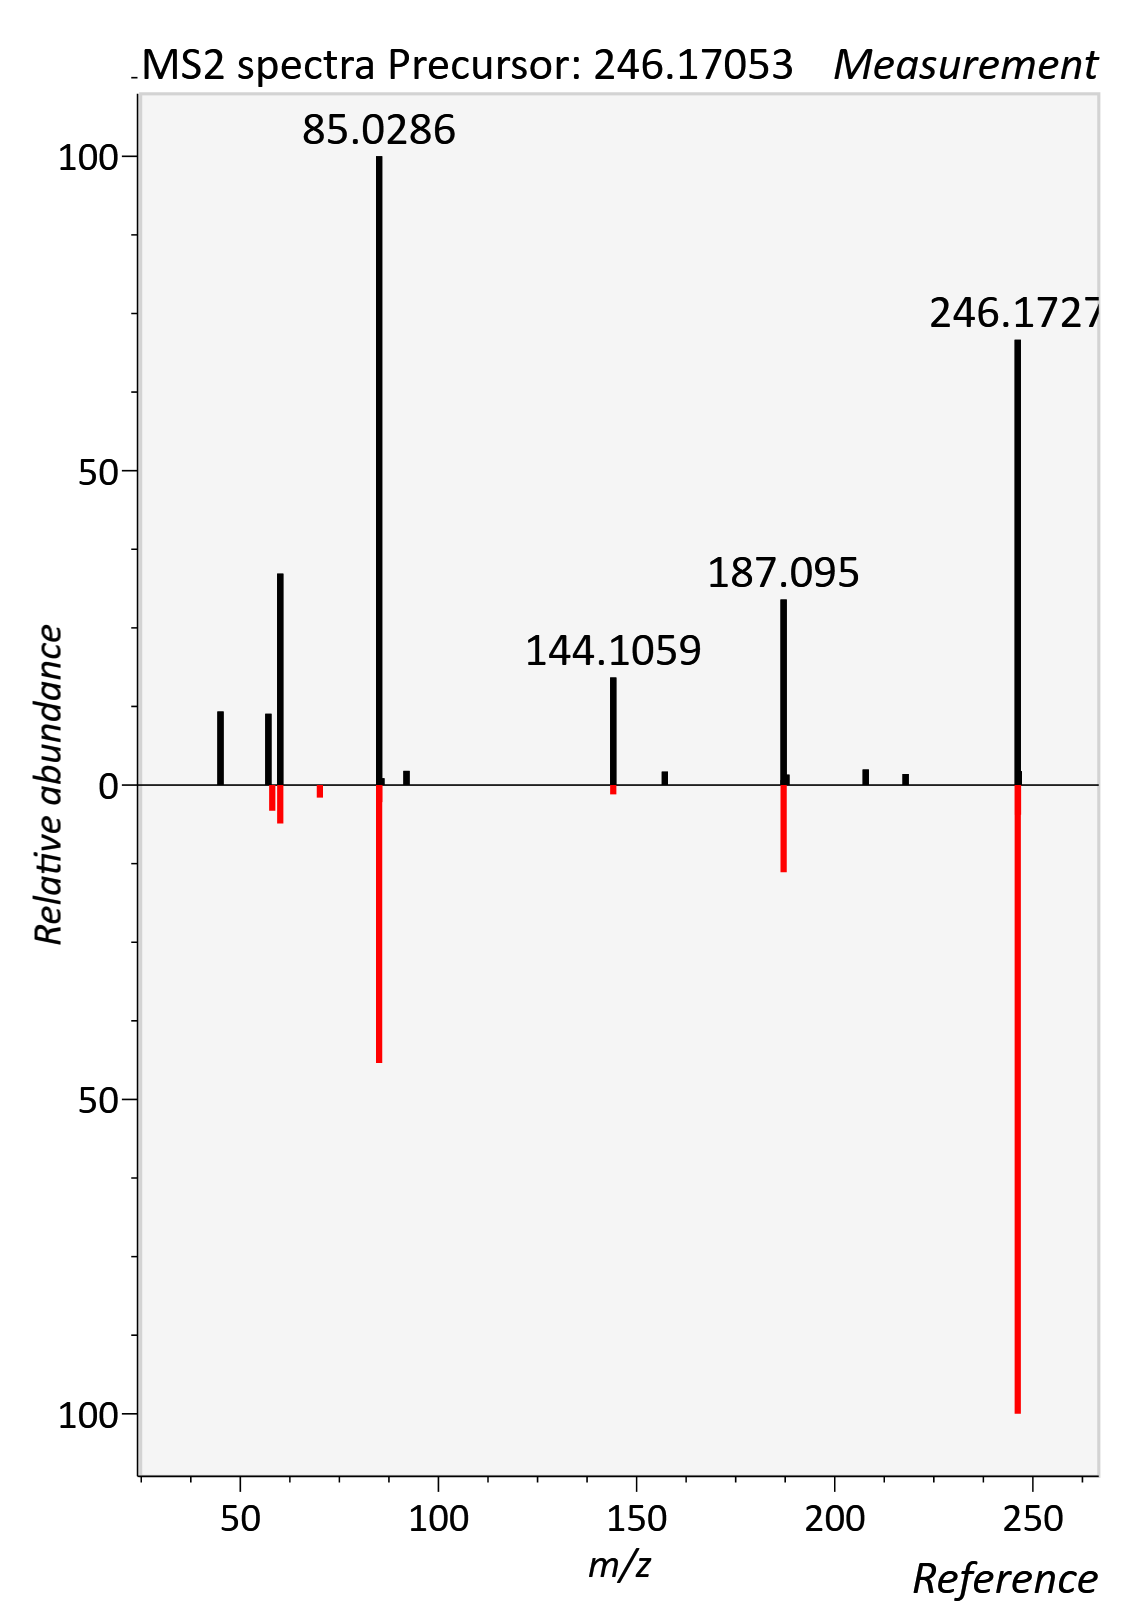 MS2 spectra Precursor: 246.17053 Measurement
85.0286
100
246.1727
50
187.095
144.1059
Relative abundance
0
50
100
50 100 150 200 250
m/z
Reference